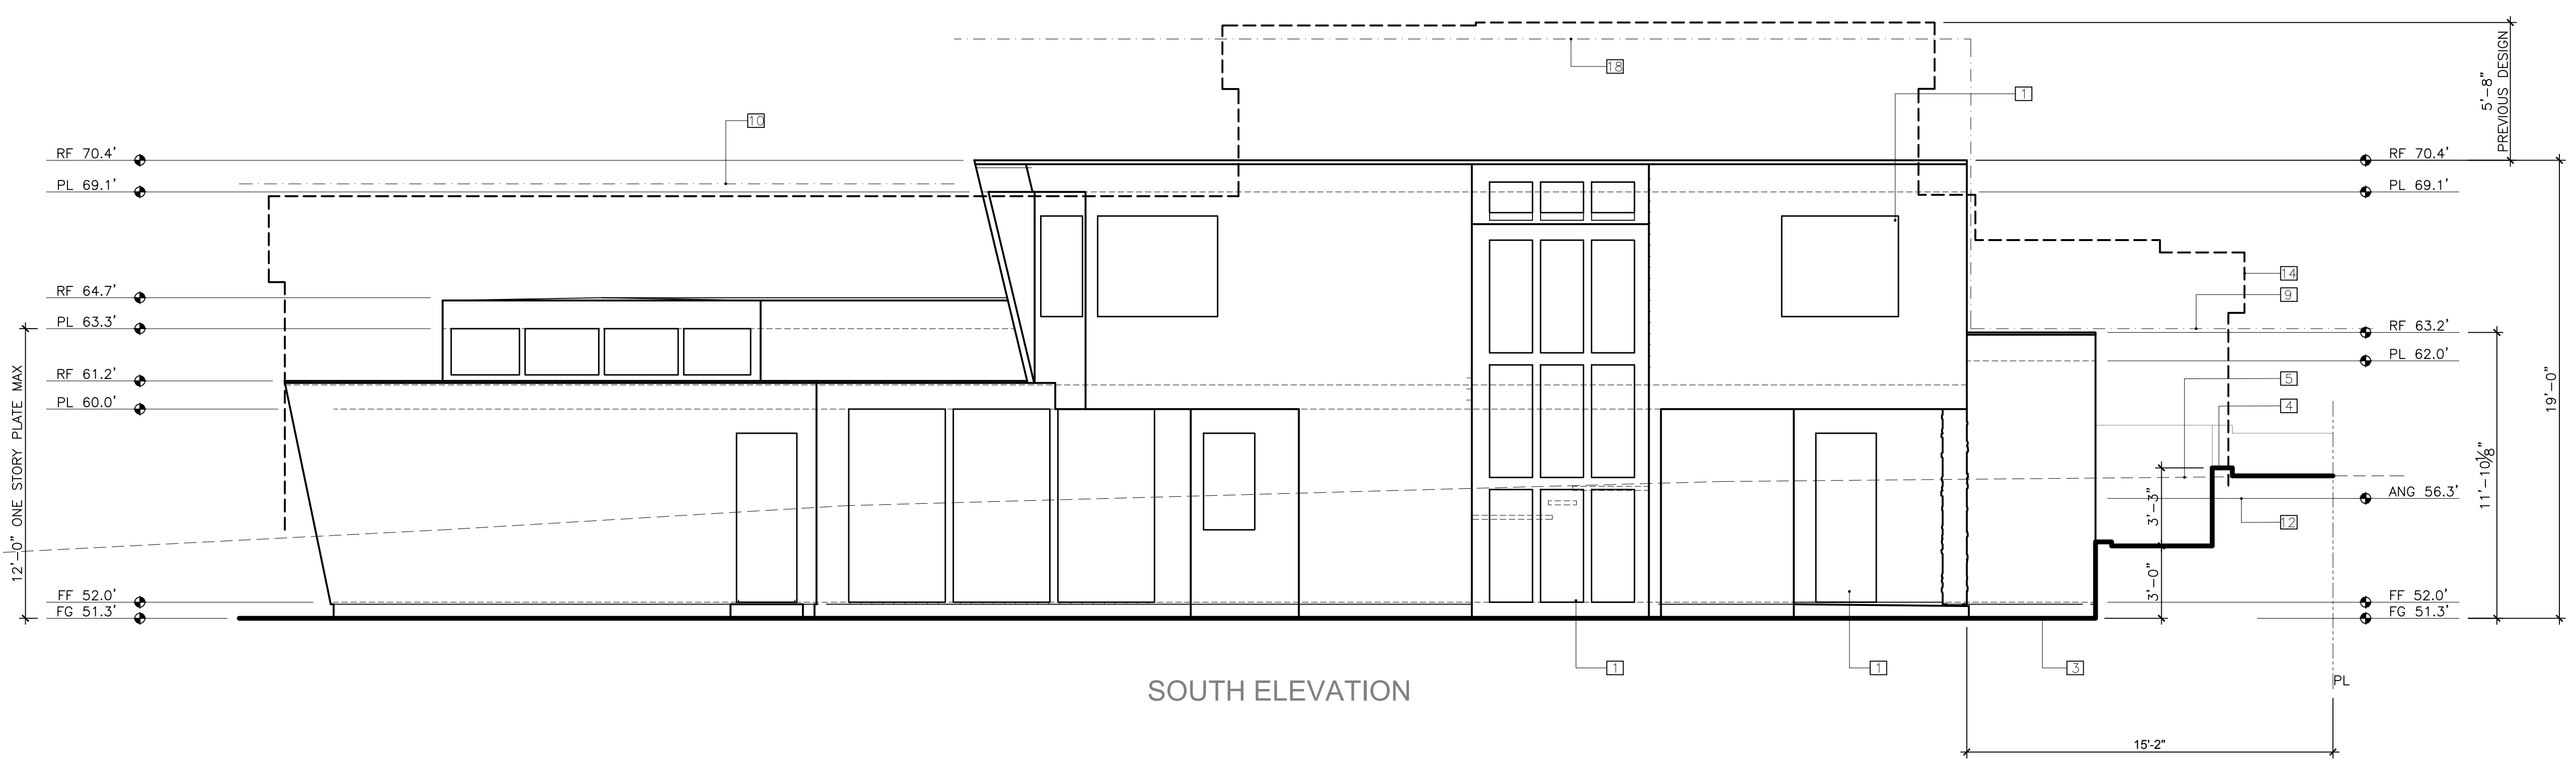 18
1
5'-8"
PREVIOUS DESIGN
10
RF 70.4'
RF 70.4'
PL 69.1'
PL 69.1'
14
9
RF 64.7'
PL 63.3'
RF 63.2'
PL 62.0'
RF 61.2'
5
PL 60.0'
4
12'-0" ONE STORY PLATE MAX
19'-0"
11'-10⅛"
ANG 56.3'
3'-3"
12
3'-0"
FF 52.0'
FF 52.0'
FG 51.3'
FG 51.3'
1
1
3
SOUTH ELEVATION
PL
15'-2"